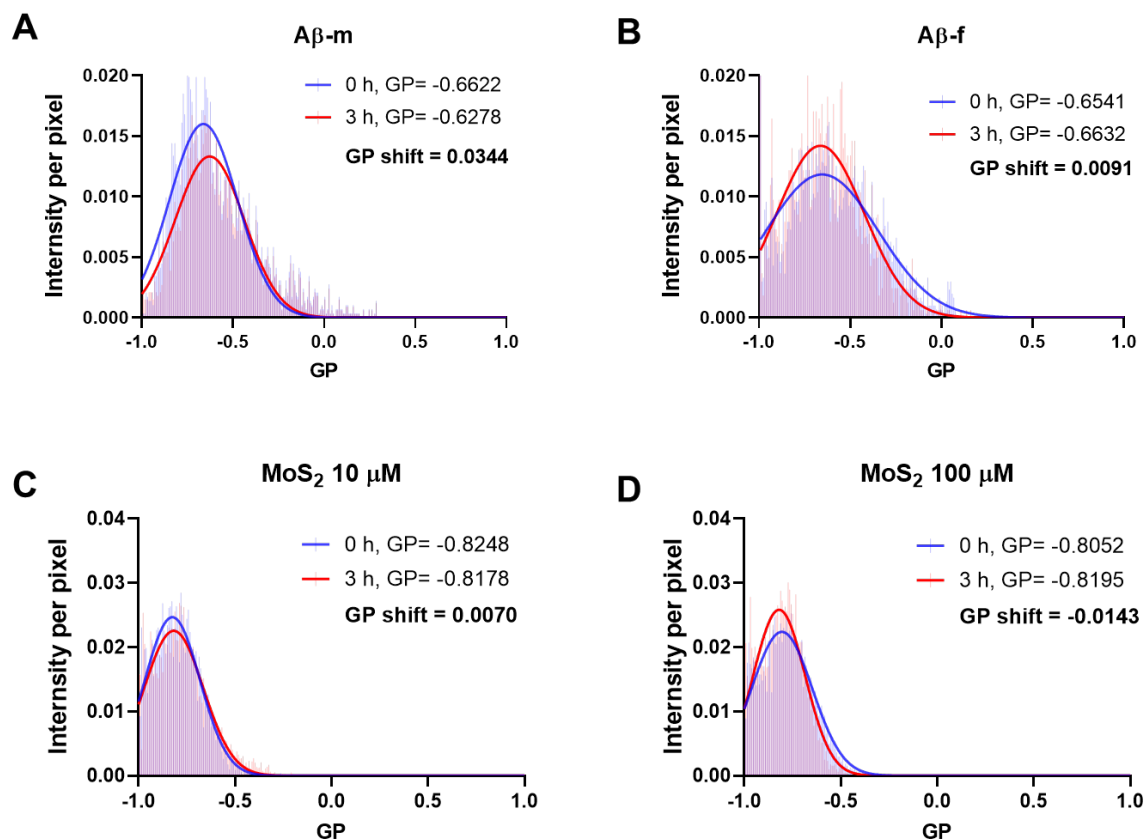 A
Aβ-m
Internsity per pixel
0.020
0.015
0.010
0.005
0.000
-1.0
-0.5
0.0
0.5
1.0
GP
0 h, GP= -0.6622
3 h, GP= -0.6278
GP shift = 0.0344
B
Aβ-f
Internsity per pixel
0.020
0.015
0.010
0.005
0.000
-1.0
-0.5
0.0
0.5
1.0
GP
0 h, GP= -0.6541
3 h, GP= -0.6632
GP shift = 0.0091
C
MoS₂ 10 μM
Internsity per pixel
0.04
0.03
0.02
0.01
0.00
-1.0
-0.5
0.0
0.5
1.0
GP
0 h, GP= -0.8248
3 h, GP= -0.8178
GP shift = 0.0070
D
MoS₂ 100 μM
Internsity per pixel
0.04
0.03
0.02
0.01
0.00
-1.0
-0.5
0.0
0.5
1.0
GP
0 h, GP= -0.8052
3 h, GP= -0.8195
GP shift = -0.0143